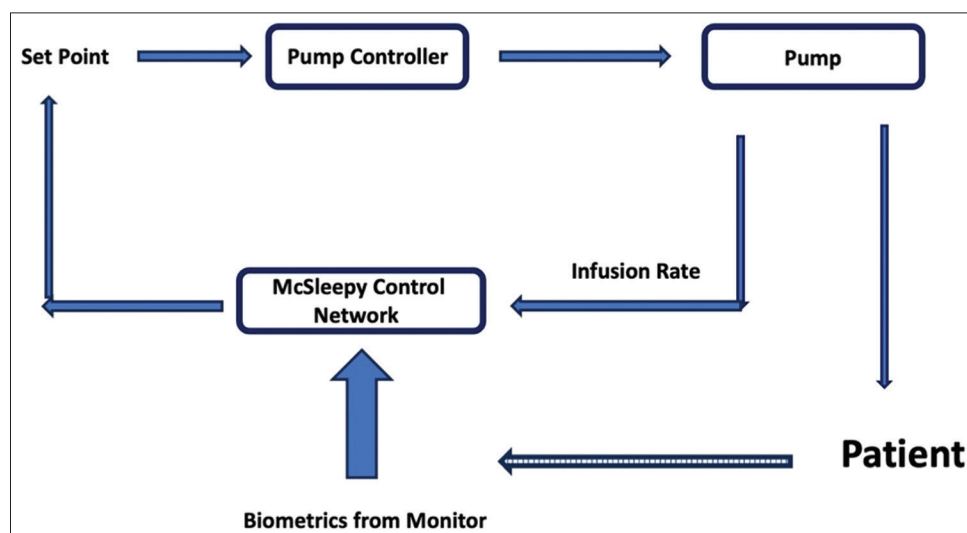 Set Point
Pump Controller
Pump
Infusion Rate
McSleepy Control
Network
Patient
Biometrics from Monitor